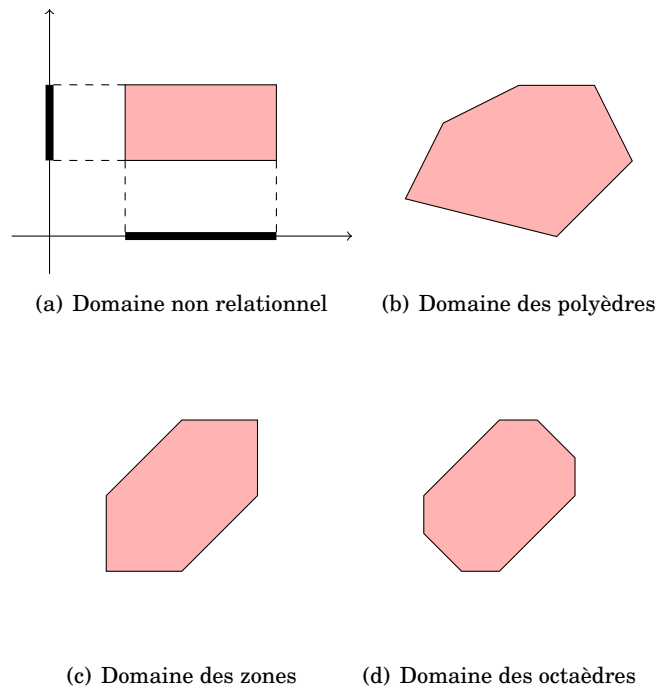 (a) Domaine non relationnel
(b) Domaine des polyèdres
(c) Domaine des zones
(d) Domaine des octaèdres